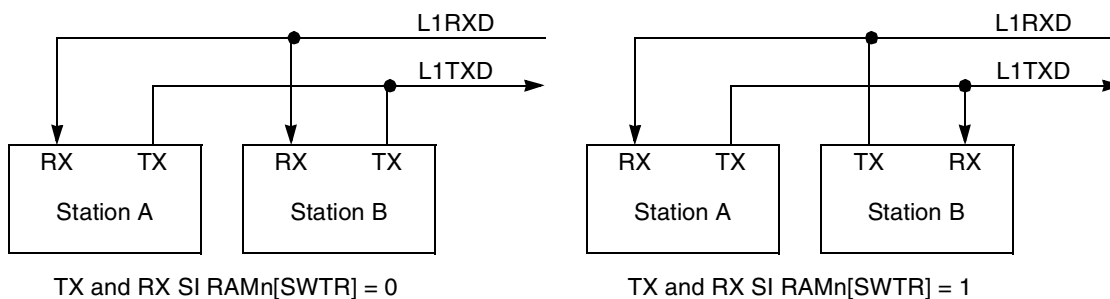 L1RXD
L1TXD
RX TX
Station A
RX TX
Station B
TX and RX SI RAMn[SWTR] = 0
L1RXD
L1TXD
RX TX
Station A
TX RX
Station B
TX and RX SI RAMn[SWTR] = 1